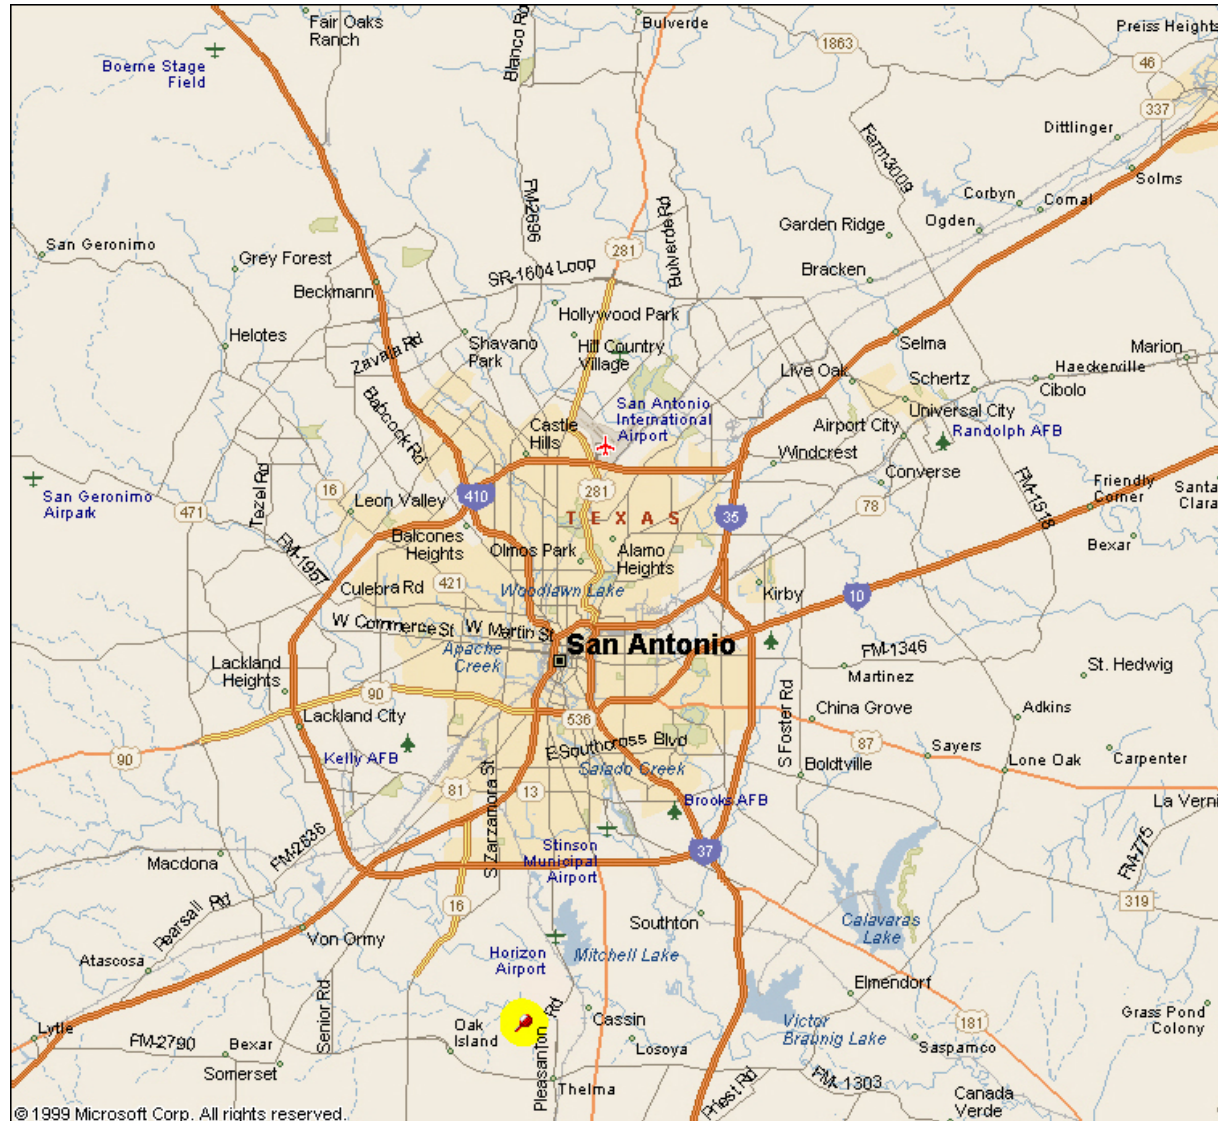 Fair Oaks
Ranch
Blanco Rd
Bulverde
1863
Preiss Heights
46
337
Boerne Stage
Field
Dittlinger
Solms
Farm3009
Corbyn
Comal
Ogden
Garden Ridge
FM-2696
Bulverde Rd
281
San Geronimo
Grey Forest
SR-1604 Loop
Bracken
Beckmann
Hollywood Park
Helotes
Zavala Rd
Shavano
Park
Hill Country
Village
Selma
Marion
Live Oak
Schertz
Haeckerville
Cibolo
Babcock Rd
San Antonio
International
Airport
Universal City
Castle
Hills
Airport City
Randolph AFB
Windcrest
Converse
Tezel Rd
16
Leon Valley
410
281
San Geronimo
Airpark
471
TEXAS
35
78
FM-1518
Friendly
Corner
Santa
Clara
Bexar
Balcones
Heights
Olmos Park
Alamo
Heights
FM-1957
Culebra Rd
421
Woodlawn Lake
Kirby
10
W Commerce St
W Martin St
San Antonio
Apache
Creek
FM-1346
Martinez
St. Hedwig
Lackland
Heights
90
S Foster Rd
Lackland City
536
China Grove
Adkins
E Southcross Blvd
87
Sayers
Carpenter
90
Kelly AFB
Salado Creek
Boldtville
Lone Oak
81
S Zarzamora St
13
Brooks AFB
La Verni
Macdona
FM-2536
Stinson
Municipal
Airport
37
FM-775
16
319
Pearsall Rd
Von Ormy
Southton
Calavaras
Lake
Atascosa
Horizon
Airport
Mitchell Lake
Elmendorf
Senior Rd
Pleasanton Rd
Cassin
Victor
Braunig Lake
181
Grass Pond
Colony
Lytle
FM-2790
Bexar
Oak
Island
Losoya
Saspamco
Somerset
Thelma
Priest Rd
FM-1303
Canada
Verde
© 1999 Microsoft Corp. All rights reserved.